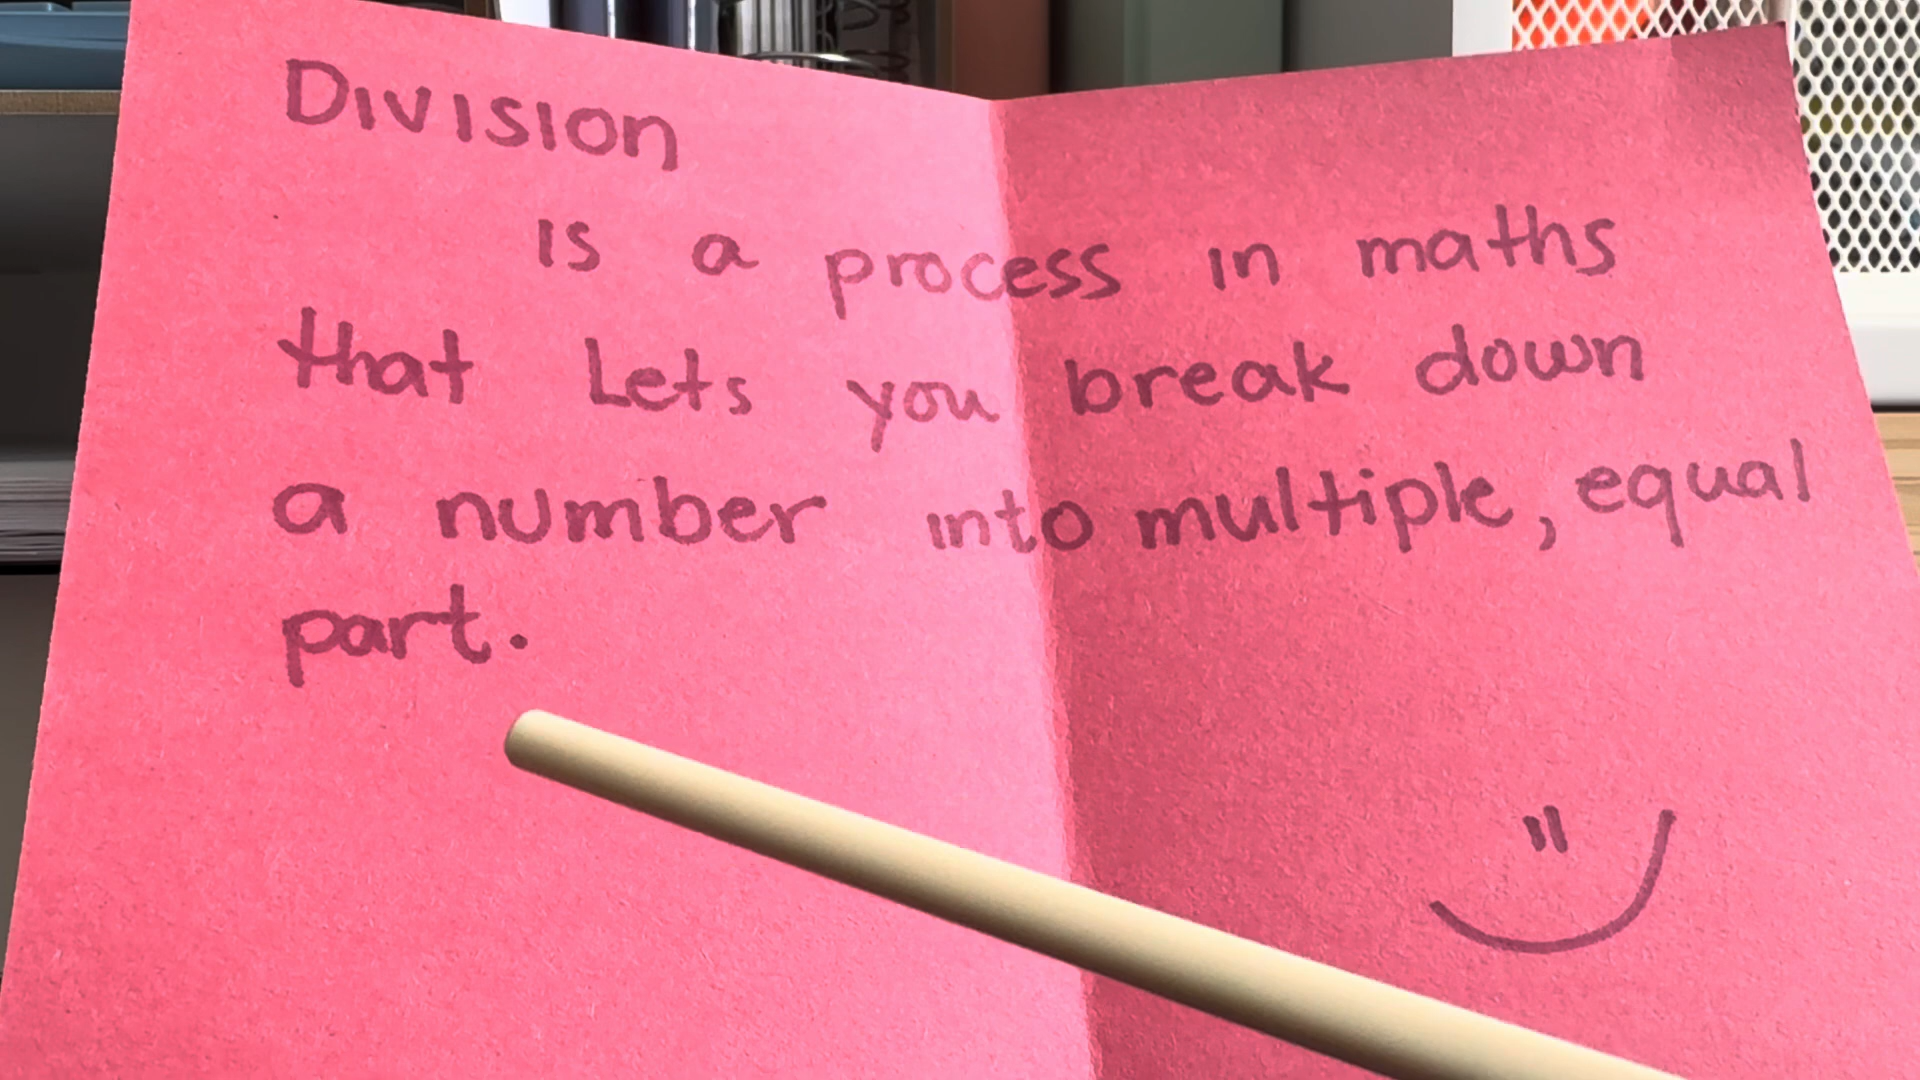 Division
is a process in maths
that Lets you break down
a number into multiple, equal
part.